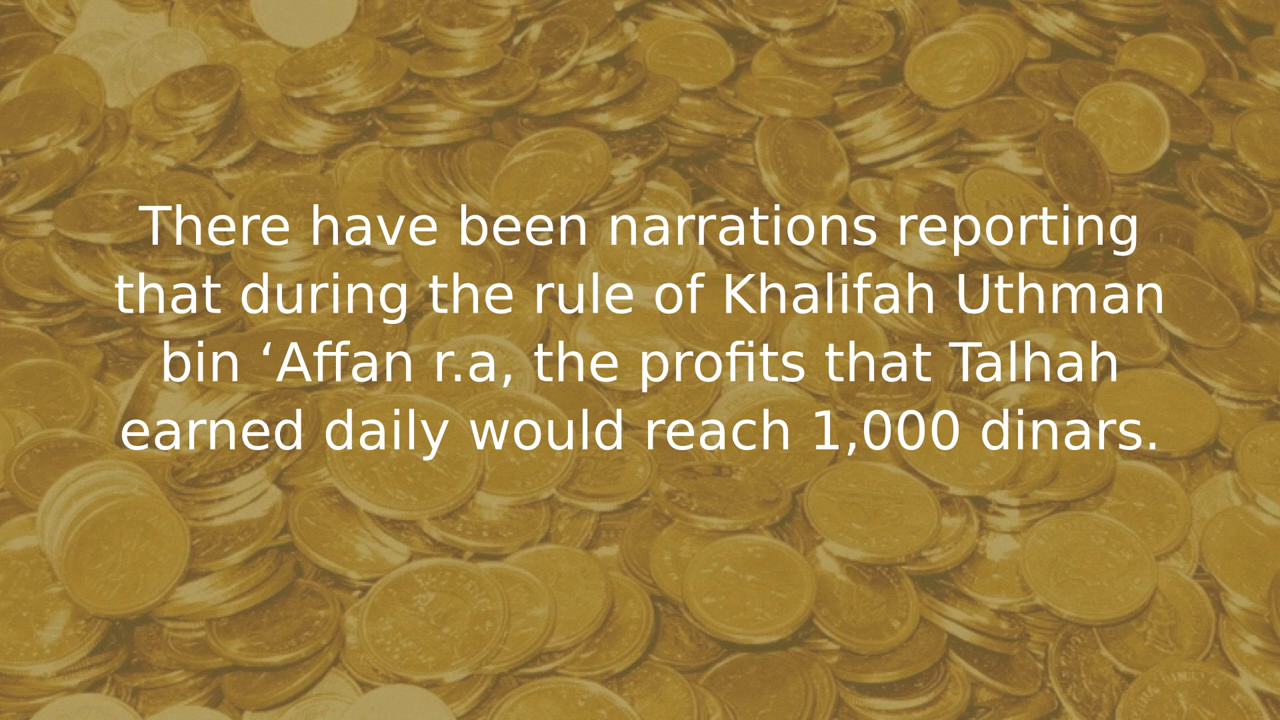 There have been narrations reporting
that during the rule of Khalifah Uthman
bin ‘Affan r.a, the profits that Talhah
earned daily would reach 1,000 dinars.